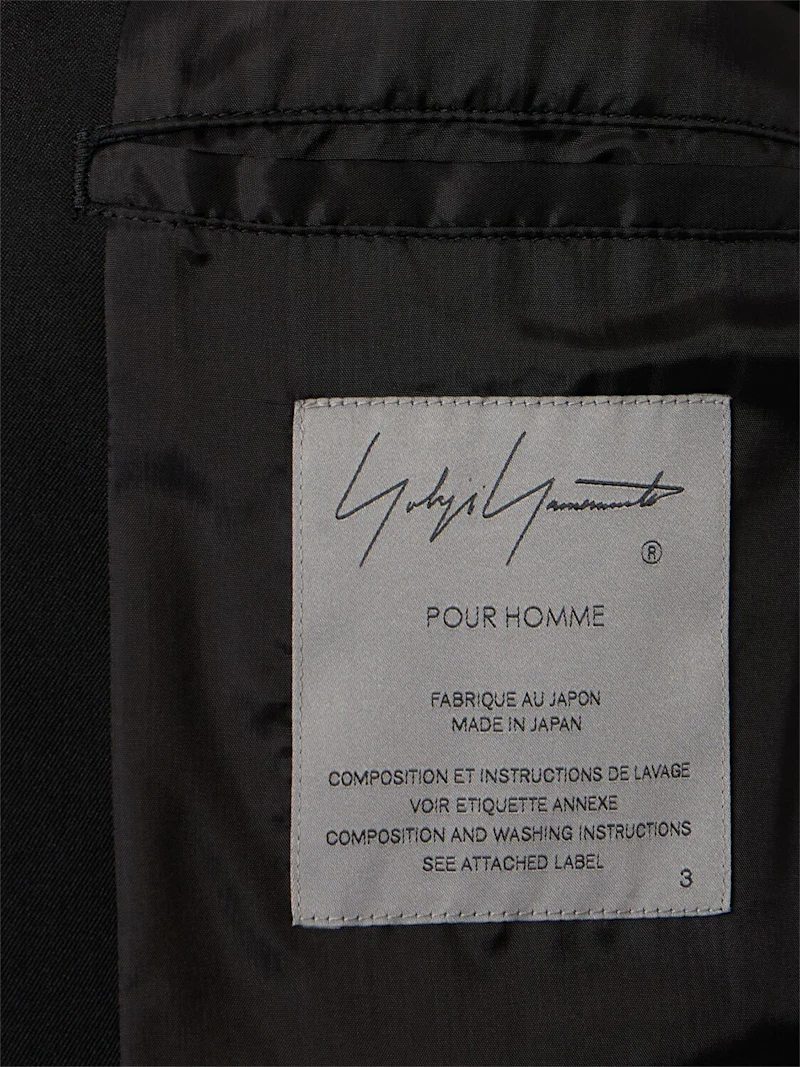 Yohji Yamamoto
®
POUR HOMME
FABRIQUE AU JAPON
MADE IN JAPAN
COMPOSITION ET INSTRUCTIONS DE LAVAGE
VOIR ETIQUETTE ANNEXE
COMPOSITION AND WASHING INSTRUCTIONS
SEE ATTACHED LABEL
3